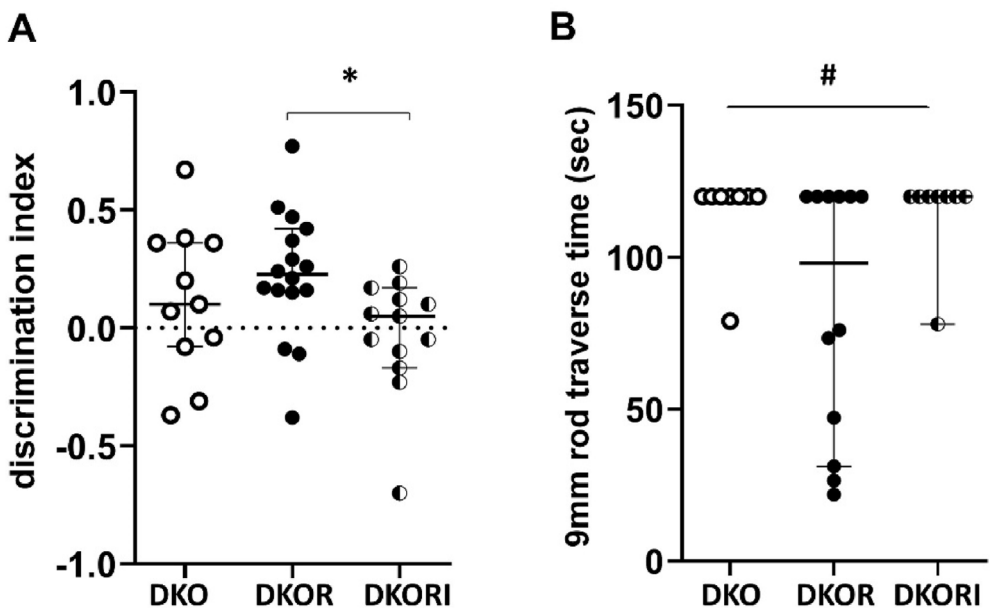 A
discrimination index
1.0
0.5
0.0
-0.5
-1.0
*
DKO DKOR DKORI
B
9mm rod traverse time (sec)
150
100
50
0
#
DKO DKOR DKORI